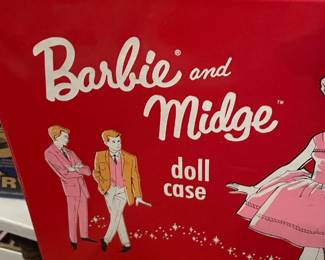 Barbie® and
Midge™
doll
case
R